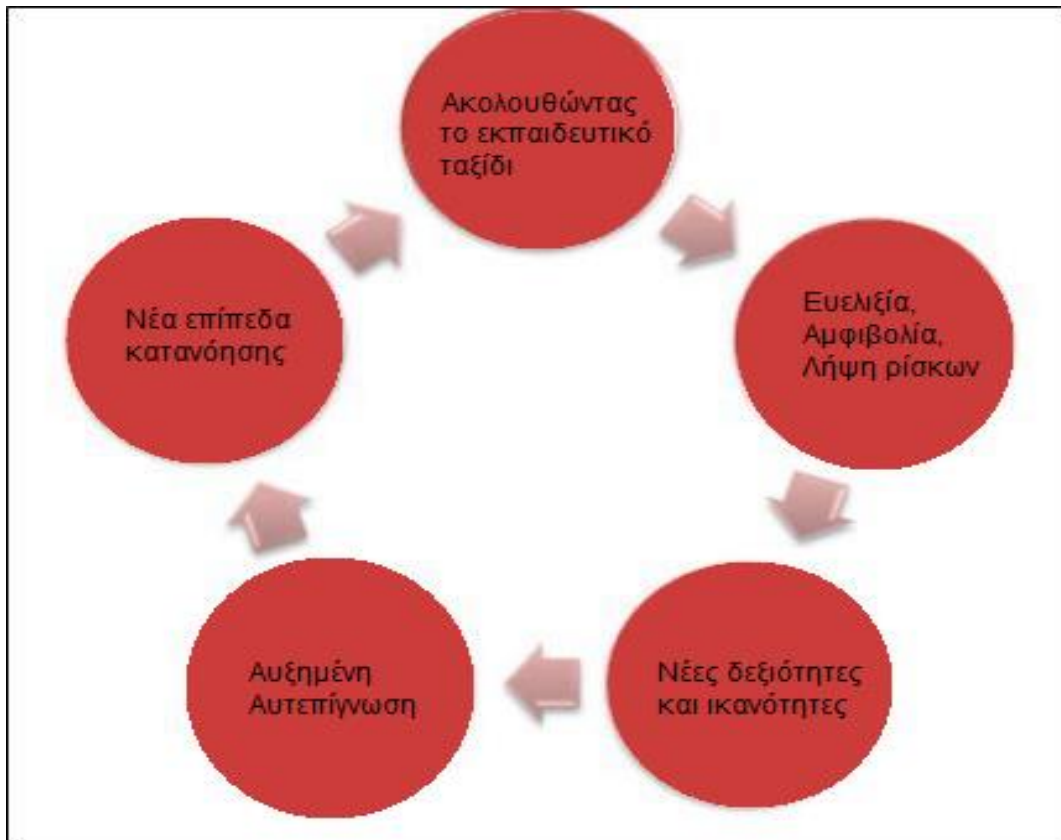 Ακολουθώντας
το εκπαιδευτικό
ταξίδι
Ευελιξία,
Αμφιβολία,
Λήψη ρίσκων
Νέες δεξιότητες
και ικανότητες
Αυξημένη
Αυτεπίγνωση
Νέα επίπεδα
κατανόησης